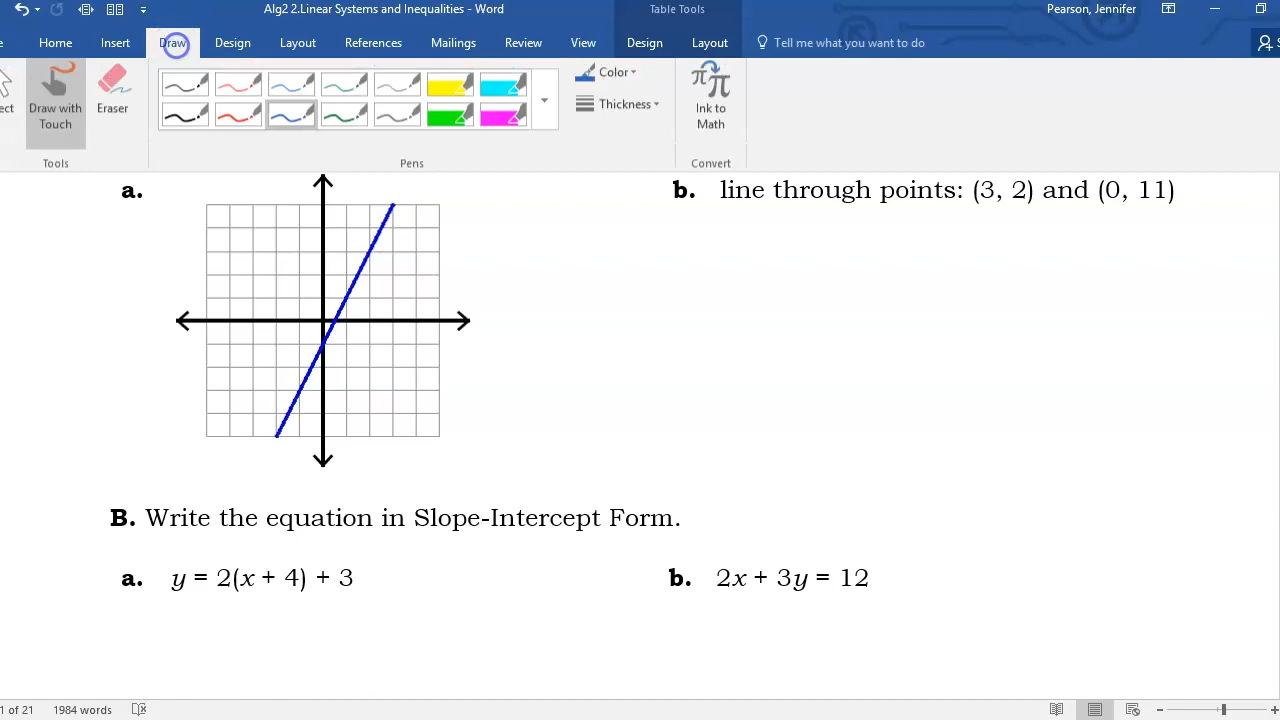 Alg2 2.Linear Systems and Inequalities - Word
Table Tools
Pearson, Jennifer
Home Insert Draw Design Layout References Mailings Review View Design Layout Tell me what you want to do
Draw with Touch
Eraser
Tools
Color
Thickness
Pens
Ink to Math
Convert
a.
b. line through points: (3, 2) and (0, 11)
B. Write the equation in Slope-Intercept Form.
a. y = 2(x + 4) + 3
b. 2x + 3y = 12
1 of 21 1984 words